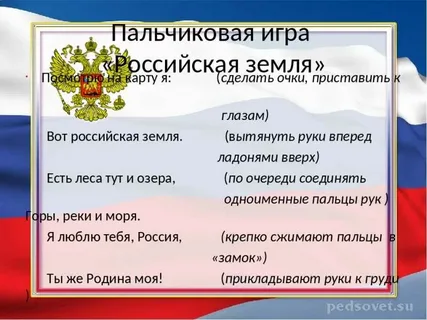 Пальчиковая игра
«Российская земля»
· Посмотрю на карту я: (сделать очки, приставить к
глазам)
Вот российская земля. (вытянуть руки вперед
ладонями вверх)
Есть леса тут и озера, (по очереди соединять
одноименные пальцы рук )
Горы, реки и моря.
Я люблю тебя, Россия, (крепко сжимают пальцы в
«замок»)
Ты же Родина моя! (прикладывают руки к груди
)
pedsovet.su